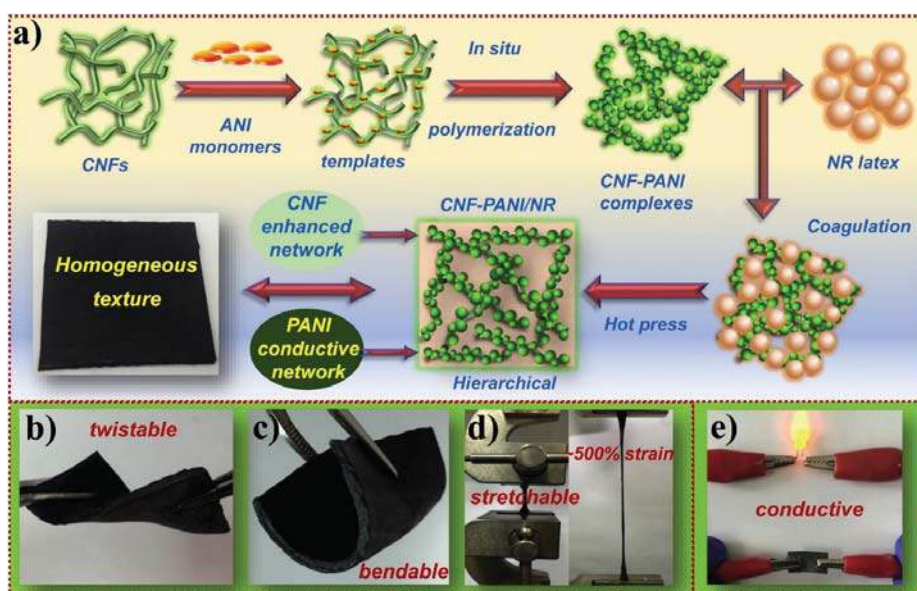 a)
CNFs
ANI
monomers
templates
In situ
polymerization
CNF-PANI
complexes
NR latex
Coagulation
Hot press
CNF-PANI/NR
Hierarchical
CNF
enhanced
network
PANI
conductive
network
Homogeneous
texture
b)
twistable
c)
bendable
d)
stretchable
~500% strain
e)
conductive